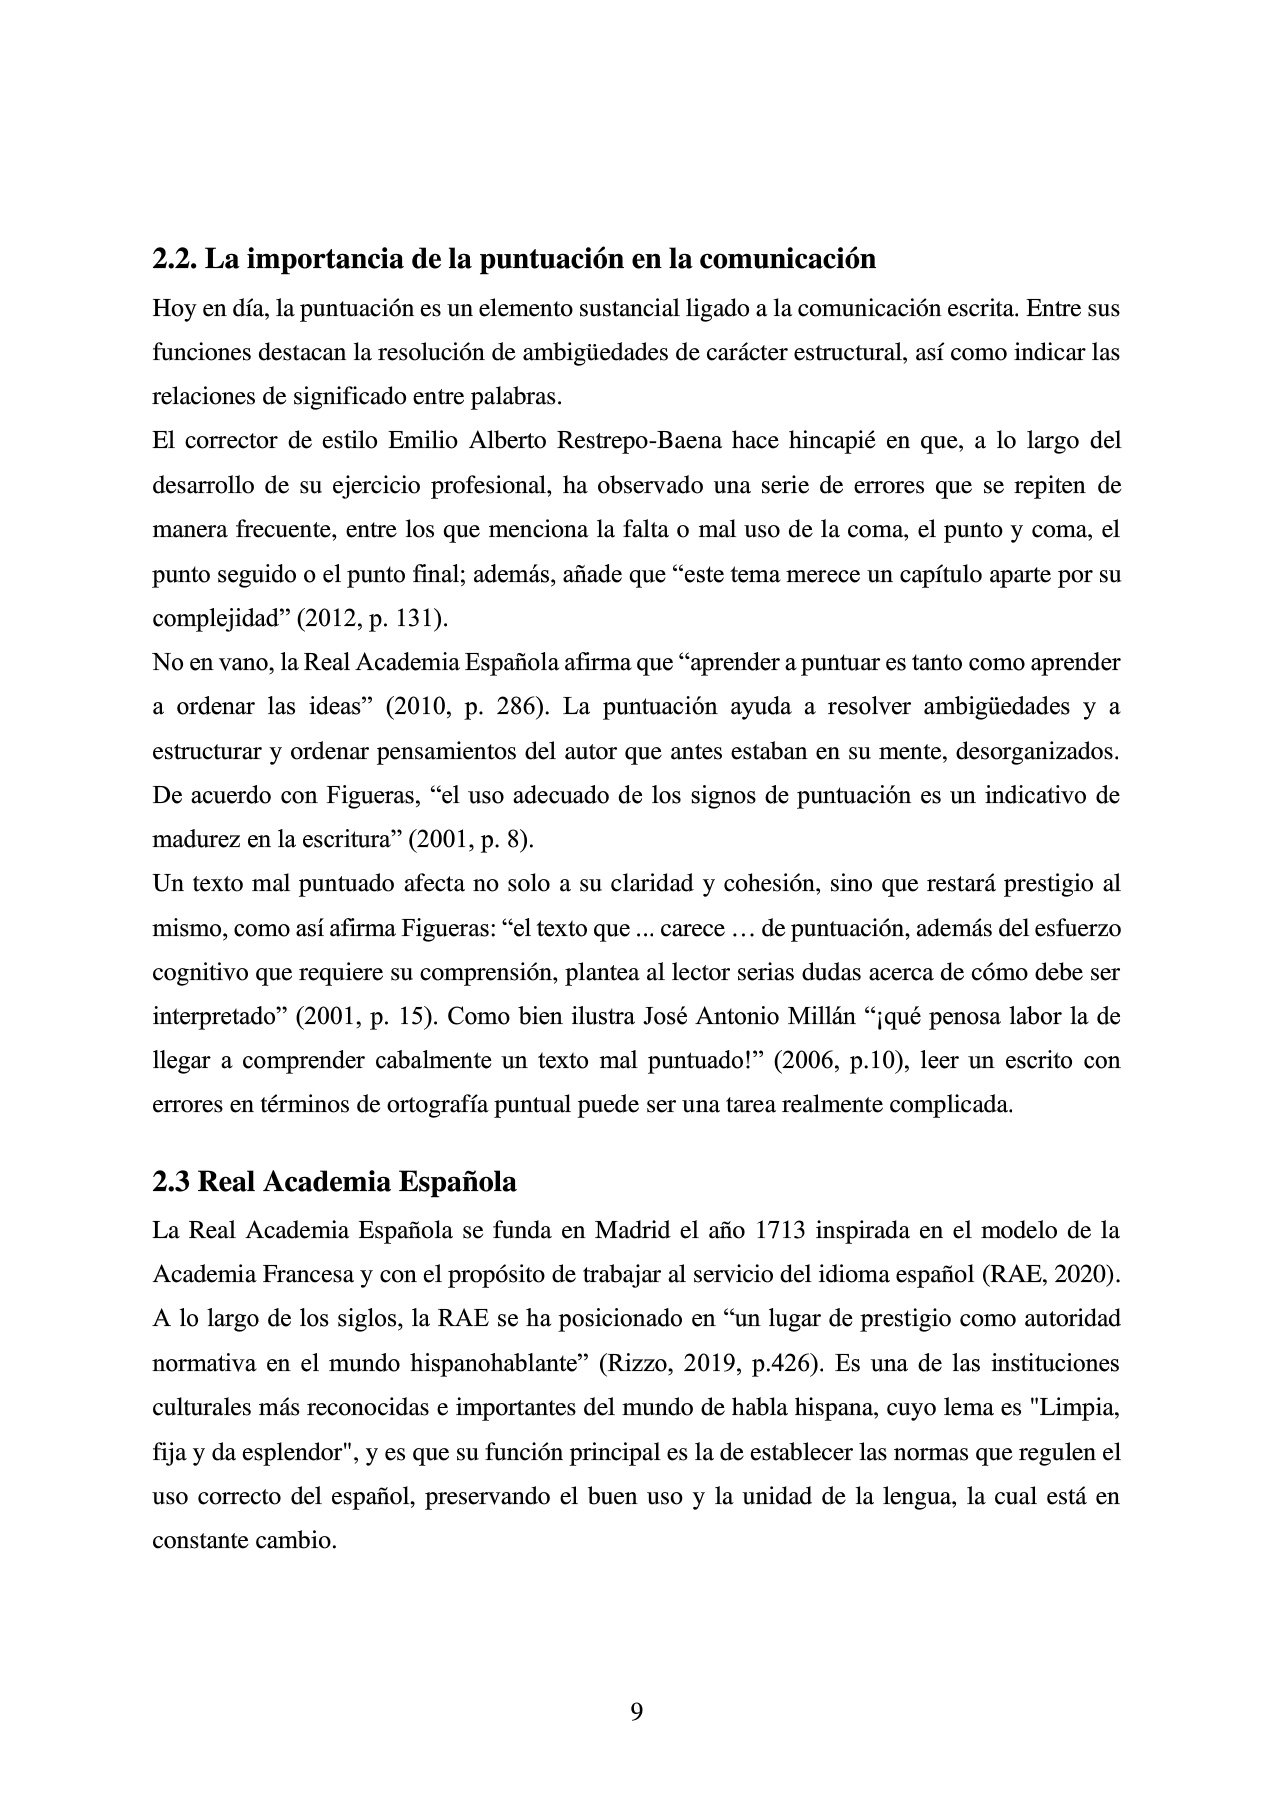 2.2. La importancia de la puntuación en la comunicación
Hoy en día, la puntuación es un elemento sustancial ligado a la comunicación escrita. Entre sus
funciones destacan la resolución de ambigüedades de carácter estructural, así como indicar las
relaciones de significado entre palabras.
El corrector de estilo Emilio Alberto Restrepo-Baena hace hincapié en que, a lo largo del
desarrollo de su ejercicio profesional, ha observado una serie de errores que se repiten de
manera frecuente, entre los que menciona la falta o mal uso de la coma, el punto y coma, el
punto seguido o el punto final; además, añade que “este tema merece un capítulo aparte por su
complejidad” (2012, p. 131).
No en vano, la Real Academia Española afirma que “aprender a puntuar es tanto como aprender
a ordenar las ideas” (2010, p. 286). La puntuación ayuda a resolver ambigüedades y a
estructurar y ordenar pensamientos del autor que antes estaban en su mente, desorganizados.
De acuerdo con Figueras, “el uso adecuado de los signos de puntuación es un indicativo de
madurez en la escritura” (2001, p. 8).
Un texto mal puntuado afecta no solo a su claridad y cohesión, sino que restará prestigio al
mismo, como así afirma Figueras: “el texto que ... carece … de puntuación, además del esfuerzo
cognitivo que requiere su comprensión, plantea al lector serias dudas acerca de cómo debe ser
interpretado” (2001, p. 15). Como bien ilustra José Antonio Millán “¡qué penosa labor la de
llegar a comprender cabalmente un texto mal puntuado!” (2006, p.10), leer un escrito con
errores en términos de ortografía puntual puede ser una tarea realmente complicada.
2.3 Real Academia Española
La Real Academia Española se funda en Madrid el año 1713 inspirada en el modelo de la
Academia Francesa y con el propósito de trabajar al servicio del idioma español (RAE, 2020).
A lo largo de los siglos, la RAE se ha posicionado en “un lugar de prestigio como autoridad
normativa en el mundo hispanohablante” (Rizzo, 2019, p.426). Es una de las instituciones
culturales más reconocidas e importantes del mundo de habla hispana, cuyo lema es "Limpia,
fija y da esplendor", y es que su función principal es la de establecer las normas que regulen el
uso correcto del español, preservando el buen uso y la unidad de la lengua, la cual está en
constante cambio.
9